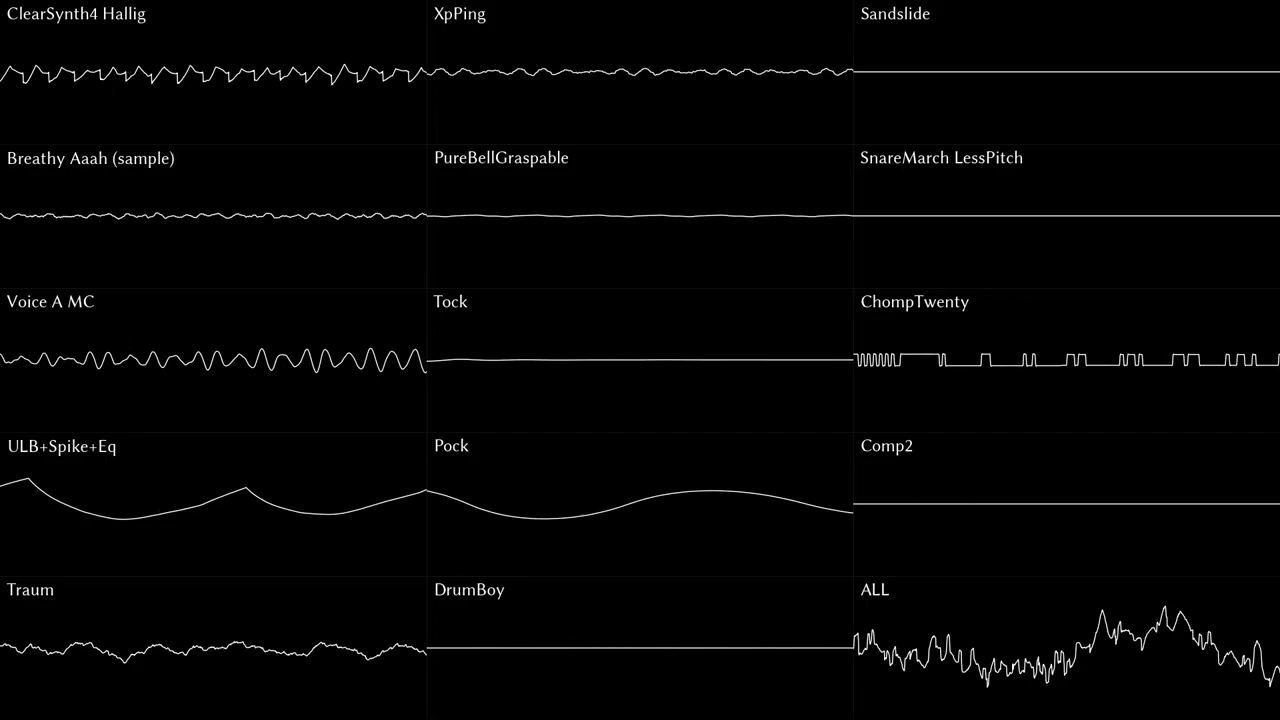 ClearSynth4 Hallig
XpPing
Sandslide
Breathy Aaah (sample)
PureBellGraspable
SnareMarch LessPitch
Voice A MC
Tock
ChompTwenty
ULB+Spike+Eq
Pock
Comp2
Traum
DrumBoy
ALL